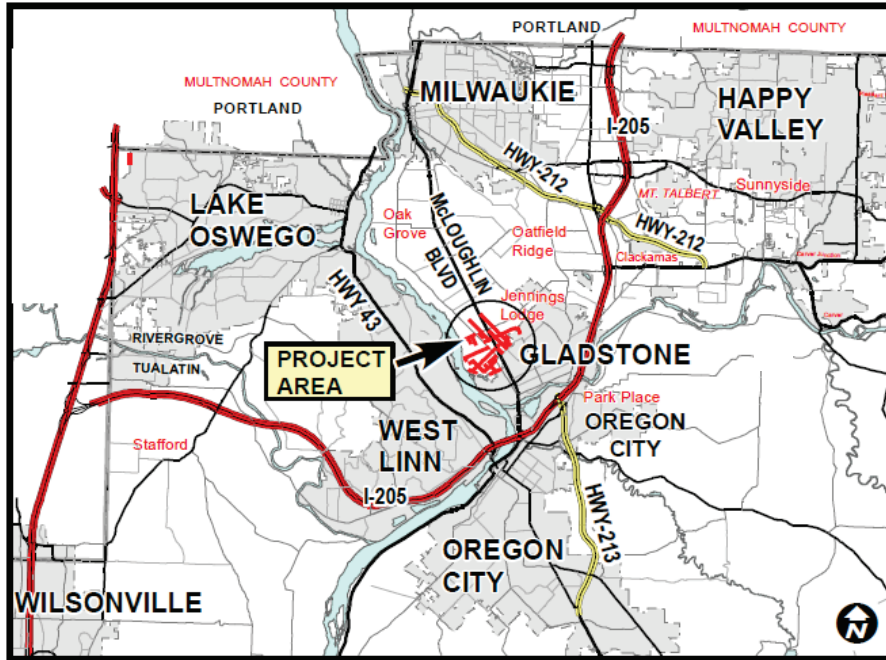 PORTLAND
MULTNOMAH COUNTY
MULTNOMAH COUNTY
PORTLAND
MILWAUKIE
HAPPY
VALLEY
I-205
HWY-212
MT. TALBERT
Sunnyside
LAKE
OSWEGO
Oak
Grove
McLOUGHLIN
BLVD
Oatfield
Ridge
HWY-212
Clackamas
HWY 43
Jennings
Lodge
RIVERGROVE
TUALATIN
PROJECT
AREA
GLADSTONE
Carver
Park Place
OREGON
CITY
Stafford
WEST
LINN
I-205
HWY-213
OREGON
CITY
WILSONVILLE
N